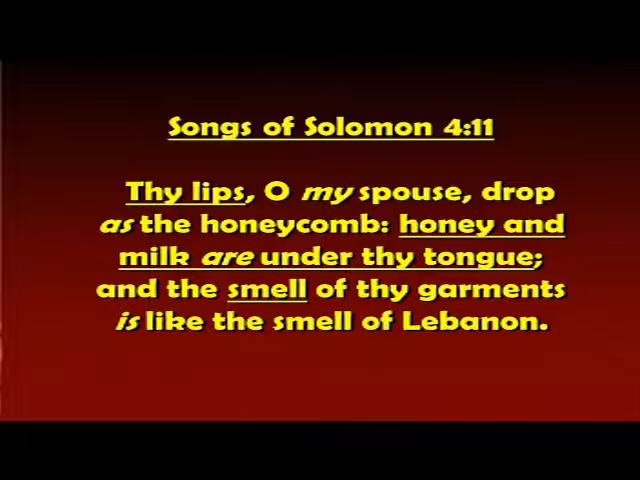 Songs of Solomon 4:11
Thy lips, O my spouse, drop
as the honeycomb: honey and
milk are under thy tongue;
and the smell of thy garments
is like the smell of Lebanon.